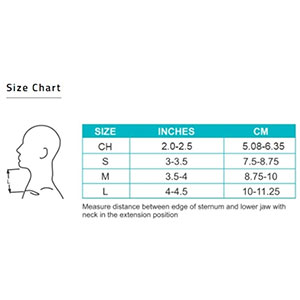 Size Chart
SIZE INCHES CM
CH 2.0-2.5 5.08-6.35
S 3-3.5 7.5-8.75
M 3.5-4 8.75-10
L 4-4.5 10-11.25
Measure distance between edge of sternum and lower jaw with
neck in the extension position